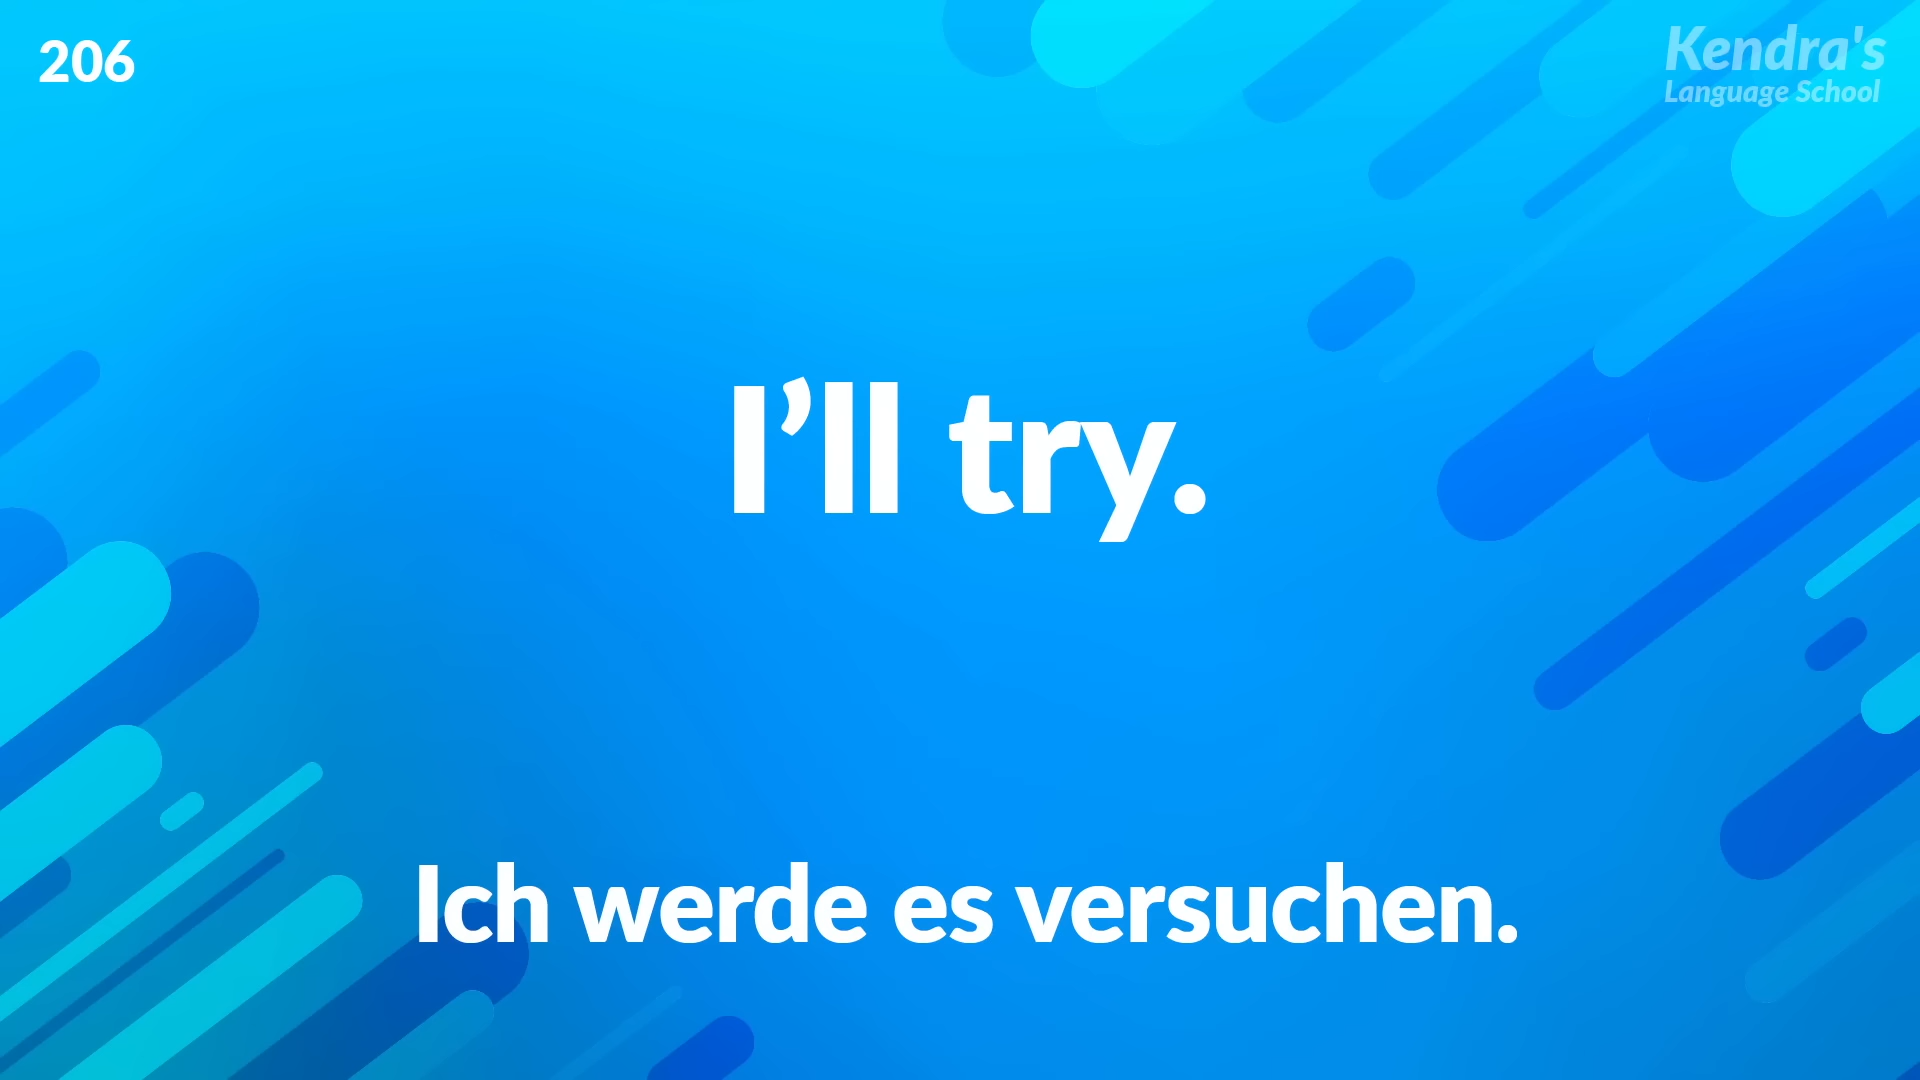 206
Kendra's
Language School
I’ll try.
Ich werde es versuchen.